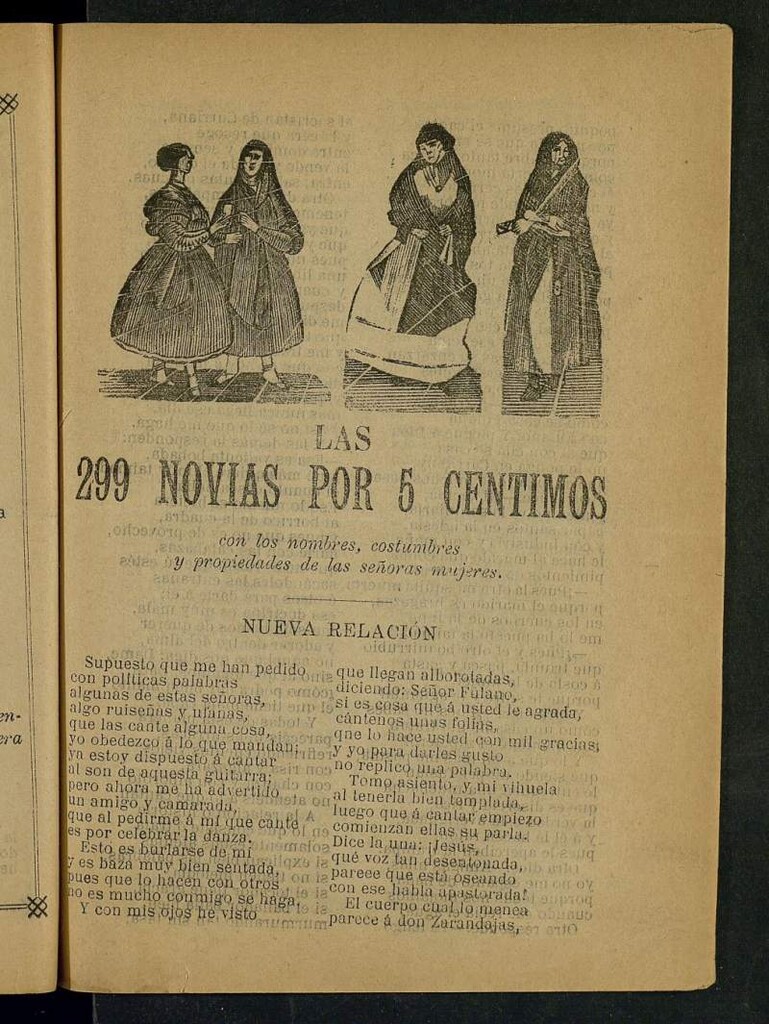 LAS
299 NOVIAS POR 5 CENTIMOS
con los nombres, costumbres
y propiedades de las señoras mujeres.
NUEVA RELACIÓN
Supuesto que me han pedido
con políticas palabras
algunas de estas señoras,
algo ruiseñas y ufanas,
que las cante alguna cosa,
yo obedezco á lo que mandan;
ya estoy dispuesto á cantar
al son de aquesta guitarra;
pero ahora me ha advertido
un amigo y camarada,
que al pedirme á mí que cante
es por celebrar la danza.
Esto es burlarse de mí
y es baza muy bien sentada,
pues que lo hacen con otros
no es mucho conmigo se haga.
Y con mis ojos he visto
que llegan alborotadas,
diciendo: Señor Fulano,
si es cosa que á usted le agrada,
cántenos unas folías,
que lo hace usted con mil gracias;
y yo para darles gusto
no replico una palabra.
Tomo asiento, y mi vihuela
al tenerla bien templada,
luego que á cantar empiezo
comienzan ellas su parla.
Dice la una: ¡Jesús,
qué voz tan desentonada,
parece que está oseando
con ese habla apastorada!
El cuerpo cual lo menea
parece á don Zarandajas,
a
en-
era